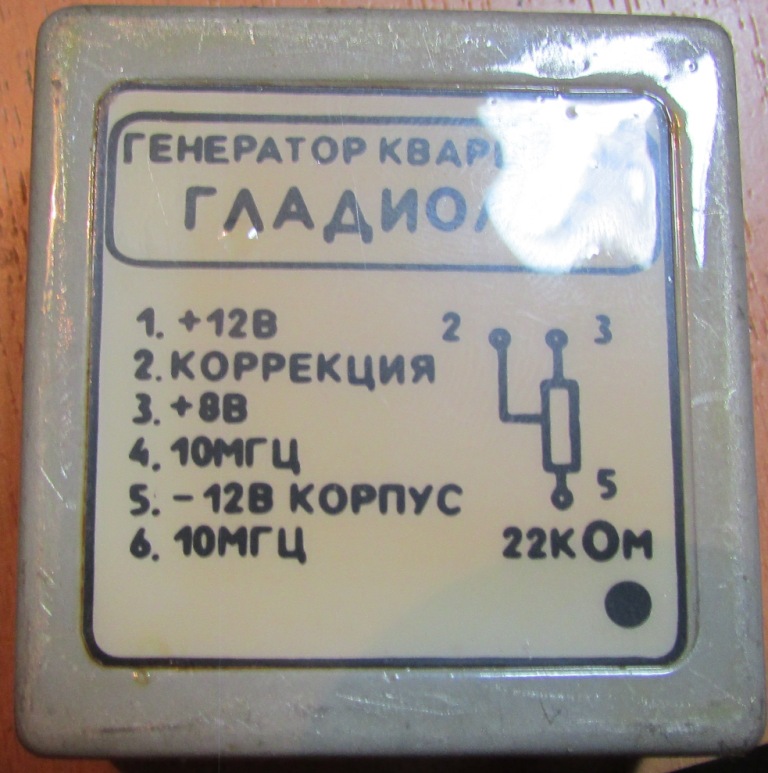 ГЕНЕРАТОР
1. +12В
2. КОРРЕКЦИЯ
3. +8В
4. 10МГЦ
5. -12В КОРПУС
6. 10МГЦ
2
3
5
22кОм